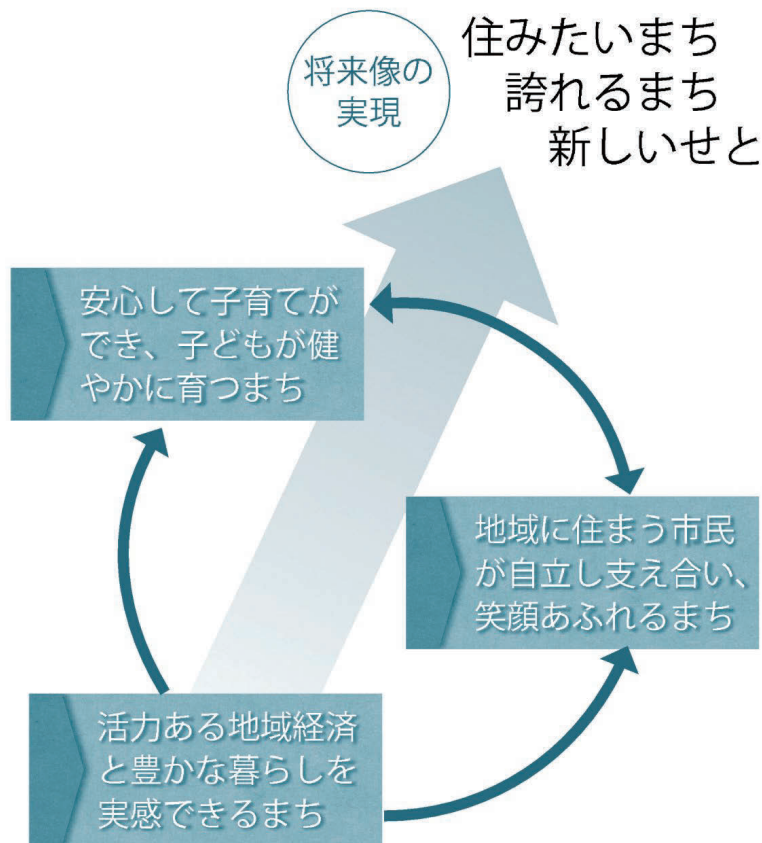 将来像の
実現
住みたいまち
誇れるまち
新しいせと
安心して子育てが
でき、子どもが健
やかに育つまち
地域に住まう市民
が自立し支え合い、
笑顔あふれるまち
活力ある地域経済
と豊かな暮らしを
実感できるまち